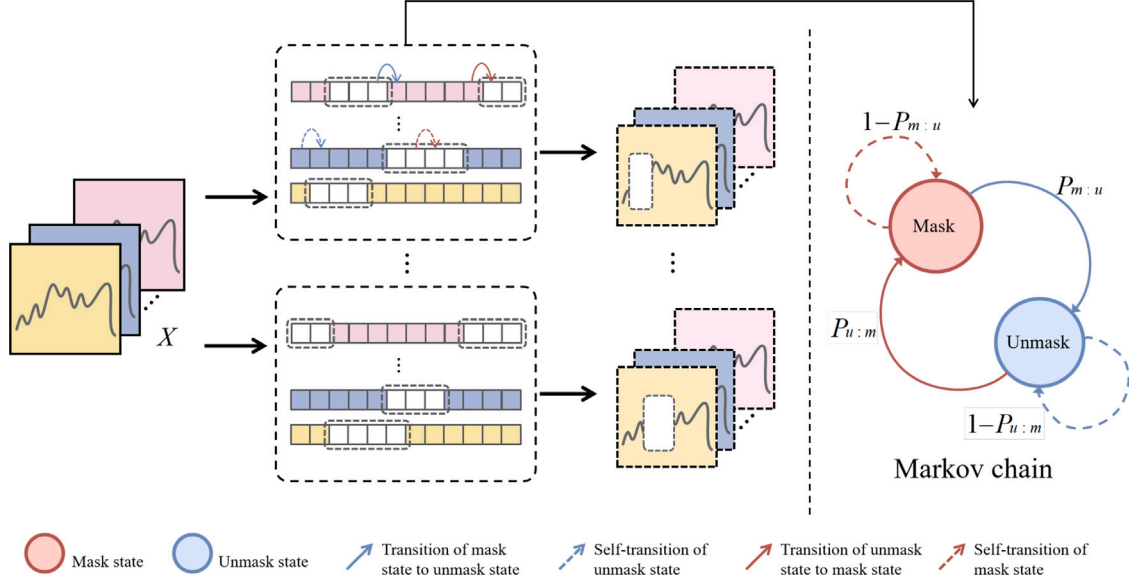 1−Pm : u
Pm : u
Mask
X
Pu : m
Unmask
1−Pu : m
Markov chain
Mask state
Unmask state
Transition of mask
state to unmask state
Self-transition of
unmask state
Transition of unmask
state to mask state
Self-transition of
mask state